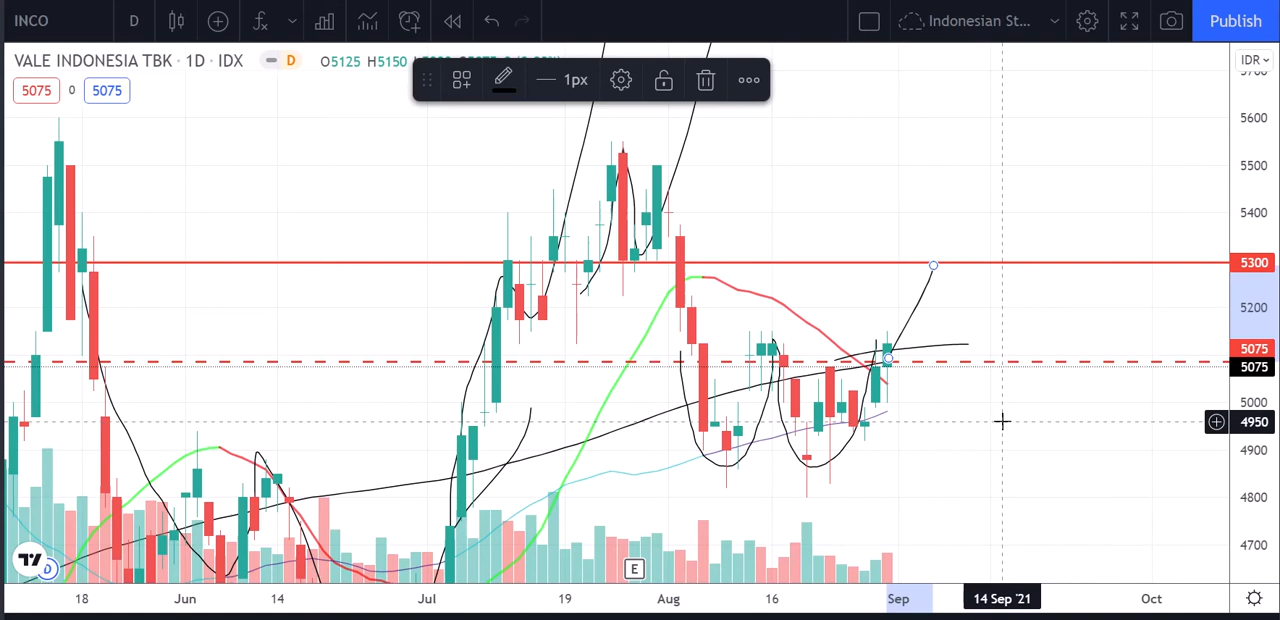 INCO D Indonesian St... Publish
VALE INDONESIA TBK · 1D · IDX D O5125 H5150
IDR
5075 0 5075
1px
5600
5500
5400
5300
5200
5075
5075
5000
4950
4900
4800
4700
E
18 Jun 14 Jul 19 Aug 16 Sep 14 Sep '21 Oct